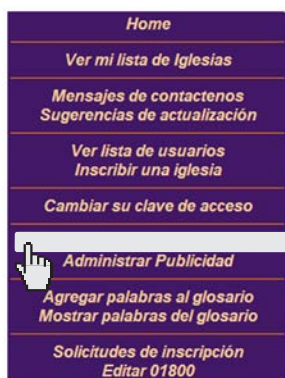 Home
Ver mi lista de Iglesias
Mensajes de contactenos
Sugerencias de actualización
Ver lista de usuarios
Inscribir una iglesia
Cambiar su clave de acceso
Administrar Publicidad
Agregar palabras al glosario
Mostrar palabras del glosario
Solicitudes de inscripción
Editar 01800